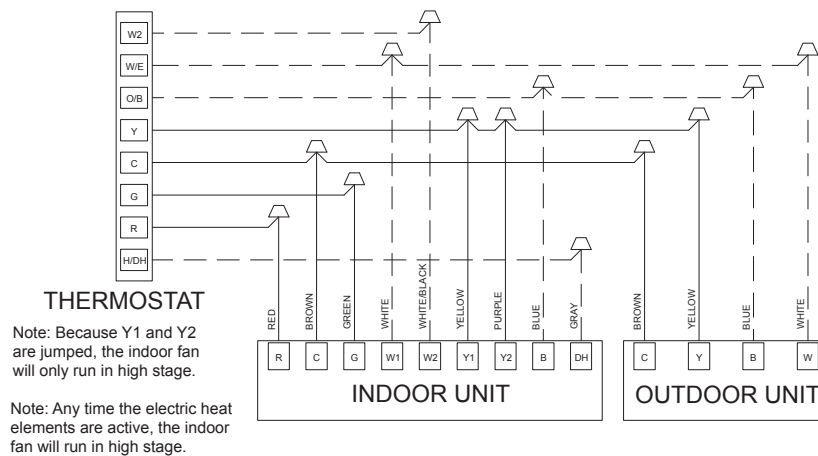 W2
W/E
O/B
Y
C
G
R
H/DH
THERMOSTAT
Note: Because Y1 and Y2
are jumped, the indoor fan
will only run in high stage.
Note: Any time the electric heat
elements are active, the indoor
fan will run in high stage.
RED
BROWN
GREEN
WHITE
WHITE/BLACK
YELLOW
PURPLE
BLUE
GRAY
R C G W1 W2 Y1 Y2 B DH
INDOOR UNIT
BROWN
YELLOW
BLUE
WHITE
C Y B W
OUTDOOR UNIT